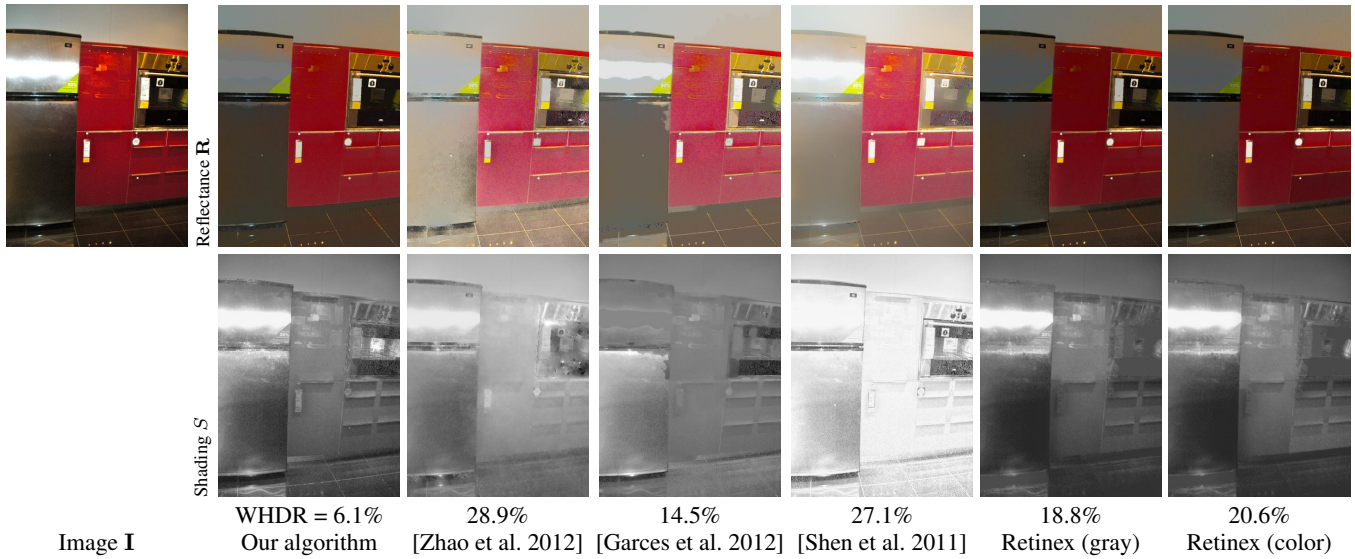 Reflectance R
Shading S
WHDR = 6.1% 28.9% 14.5% 27.1% 18.8% 20.6%
Image I Our algorithm [Zhao et al. 2012] [Garces et al. 2012] [Shen et al. 2011] Retinex (gray) Retinex (color)